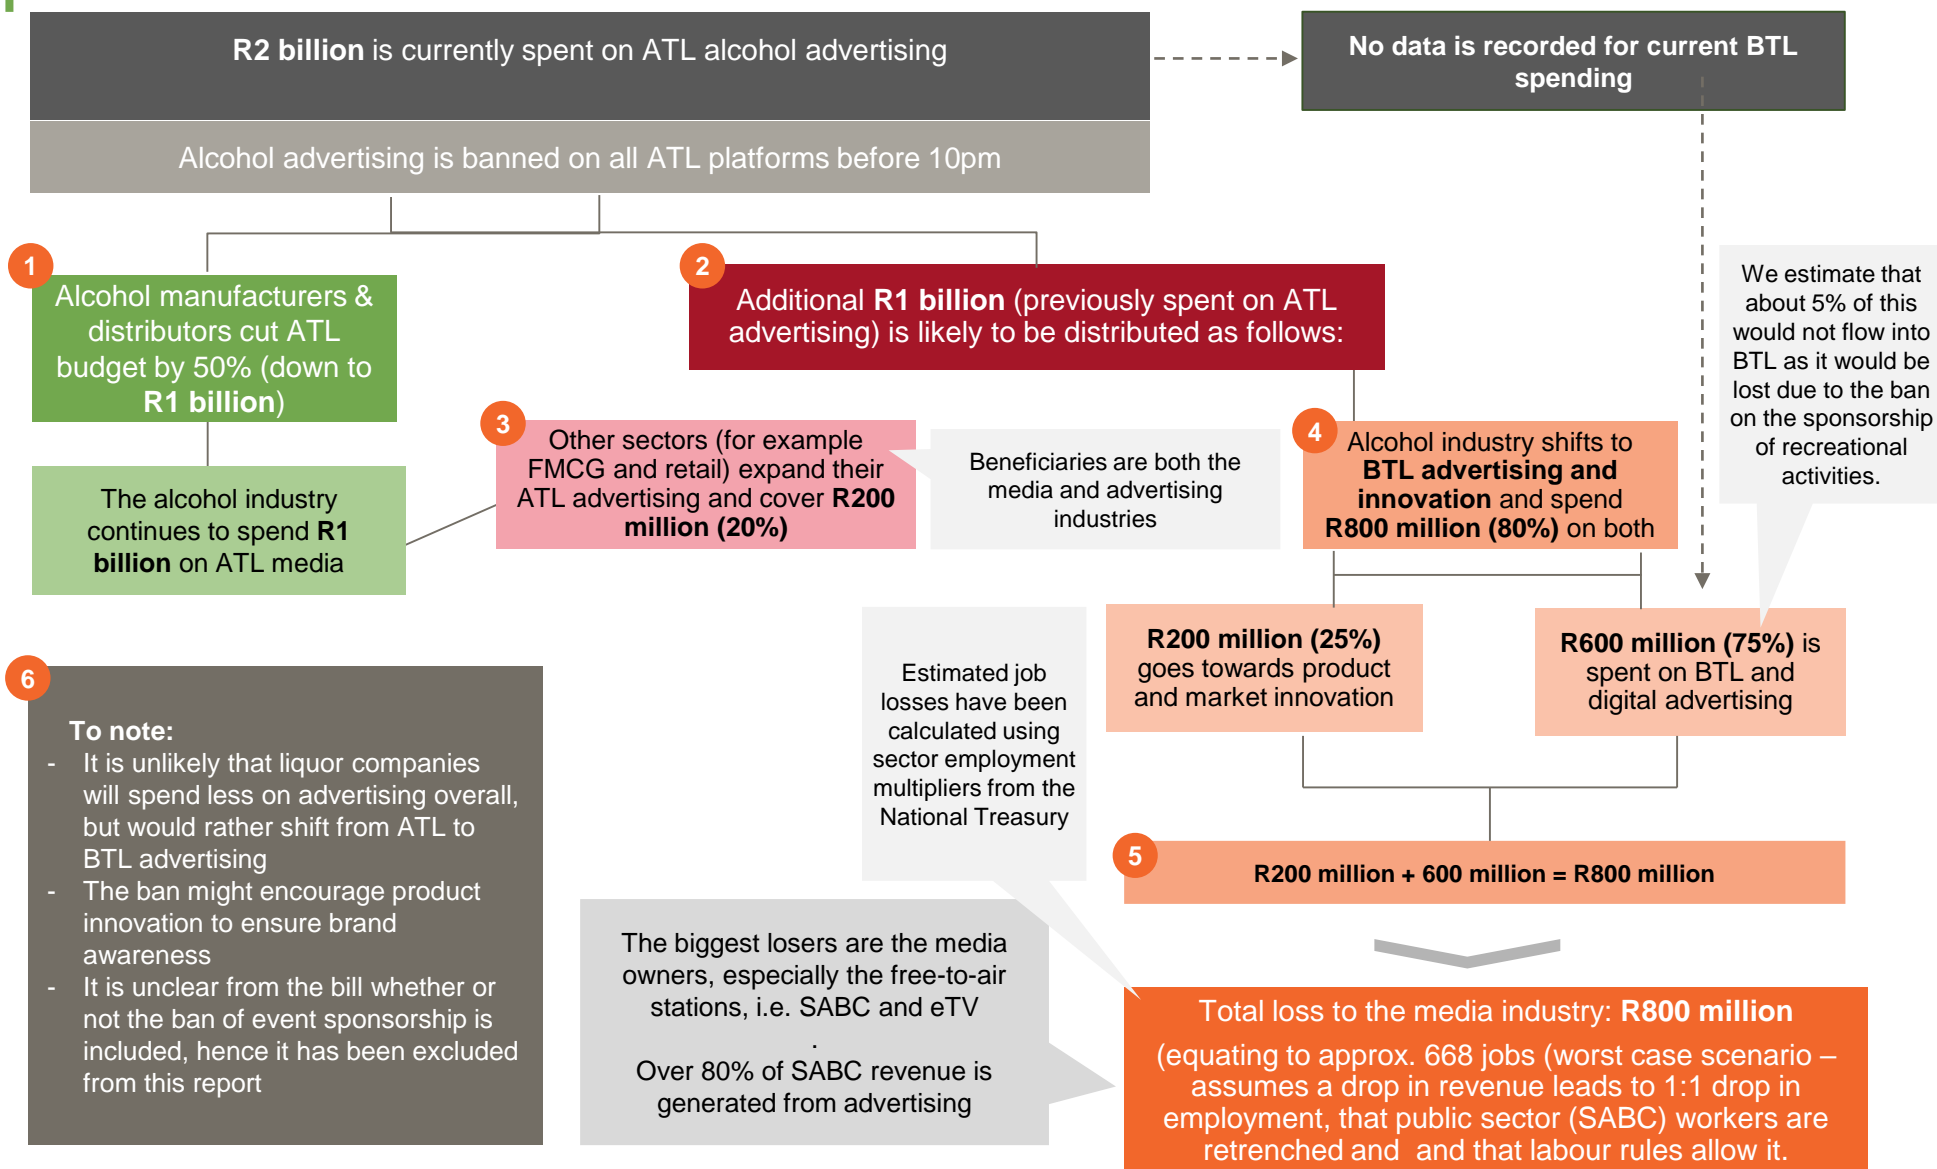 R2 billion is currently spent on ATL alcohol advertising
No data is recorded for current BTL
spending
Alcohol advertising is banned on all ATL platforms before 10pm
1
Alcohol manufacturers &
distributors cut ATL
budget by 50% (down to
R1 billion)
2
Additional R1 billion (previously spent on ATL
advertising) is likely to be distributed as follows:
We estimate that
about 5% of this
would not flow into
BTL as it would be
lost due to the ban
on the sponsorship
of recreational
activities.
The alcohol industry
continues to spend R1
billion on ATL media
3
Other sectors (for example
FMCG and retail) expand their
ATL advertising and cover R200
million (20%)
Beneficiaries are both the
media and advertising
industries
4
Alcohol industry shifts to
BTL advertising and
innovation and spend
R800 million (80%) on both
R200 million (25%)
goes towards product
and market innovation
R600 million (75%) is
spent on BTL and
digital advertising
Estimated job
losses have been
calculated using
sector employment
multipliers from the
National Treasury
5
R200 million + 600 million = R800 million
6
To note:
- It is unlikely that liquor companies
will spend less on advertising overall,
but would rather shift from ATL to
BTL advertising
- The ban might encourage product
innovation to ensure brand
awareness
- It is unclear from the bill whether or
not the ban of event sponsorship is
included, hence it has been excluded
from this report
The biggest losers are the media
owners, especially the free-to-air
stations, i.e. SABC and eTV
.
Over 80% of SABC revenue is
generated from advertising
Total loss to the media industry: R800 million
(equating to approx. 668 jobs (worst case scenario –
assumes a drop in revenue leads to 1:1 drop in
employment, that public sector (SABC) workers are
retrenched and  and that labour rules allow it.